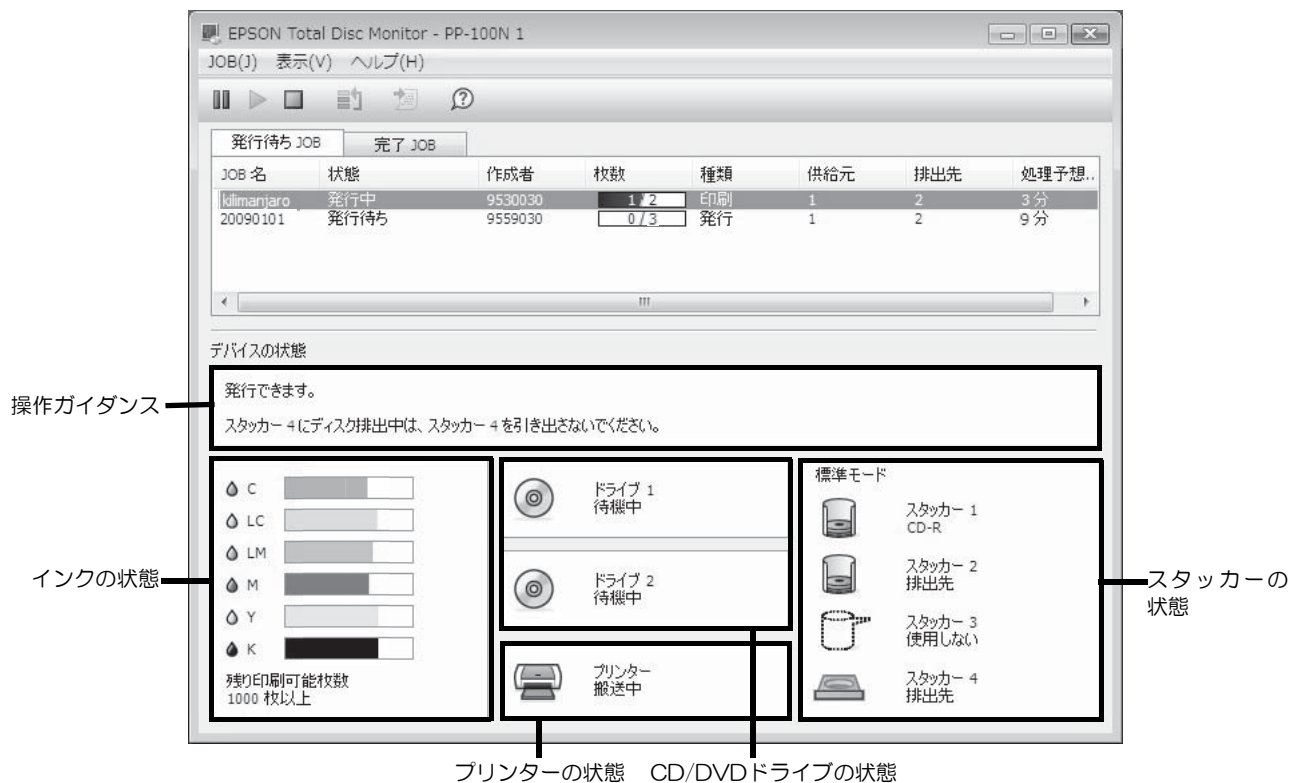 EPSON Total Disc Monitor - PP-100N 1
JOB(J) 表示(V) ヘルプ(H)
発行待ち JOB 完了 JOB
JOB 名 状態 作成者 枚数 種類 供給元 排出先 処理予想..
kilimanjaro 発行中 9530030 1 / 2 印刷 1 2 3 分
20090101 発行待ち 9559030 0 / 3 発行 1 2 9 分
デバイスの状態
操作ガイダンス
発行できます。
スタッカー 4 にディスク排出中は、スタッカー 4 を引き出さないでください。
インクの状態
C
LC
LM
M
Y
K
残り印刷可能枚数
1000 枚以上
ドライブ 1
待機中
ドライブ 2
待機中
プリンター
搬送中
標準モード
スタッカー 1
CD-R
スタッカー 2
排出先
スタッカー 3
使用しない
スタッカー 4
排出先
スタッカーの
状態
プリンターの状態 CD/DVDドライブの状態